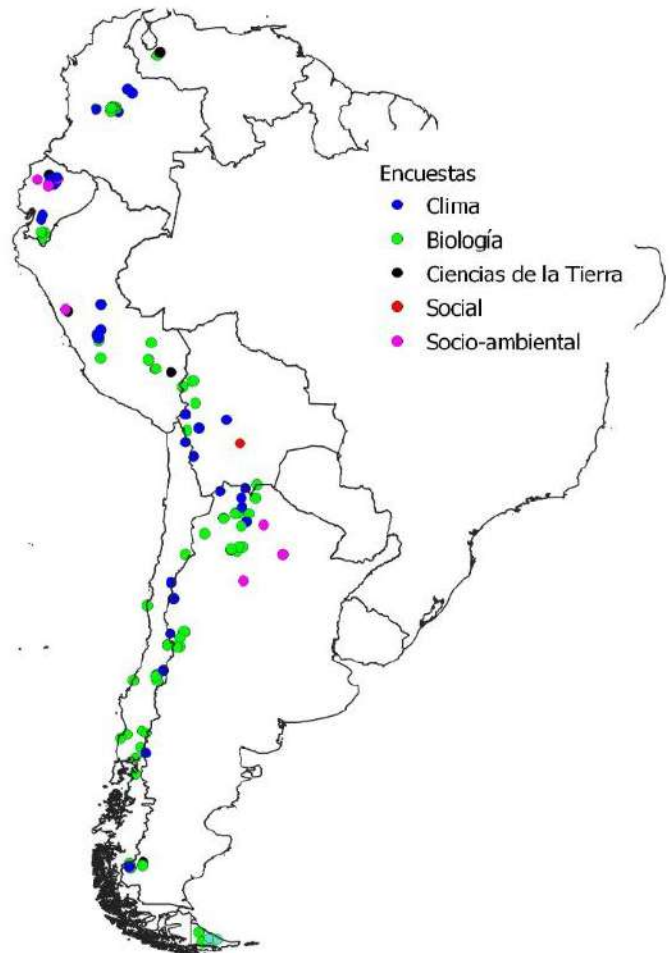 Encuestas
Clima
Biología
Ciencias de la Tierra
Social
Socio-ambiental